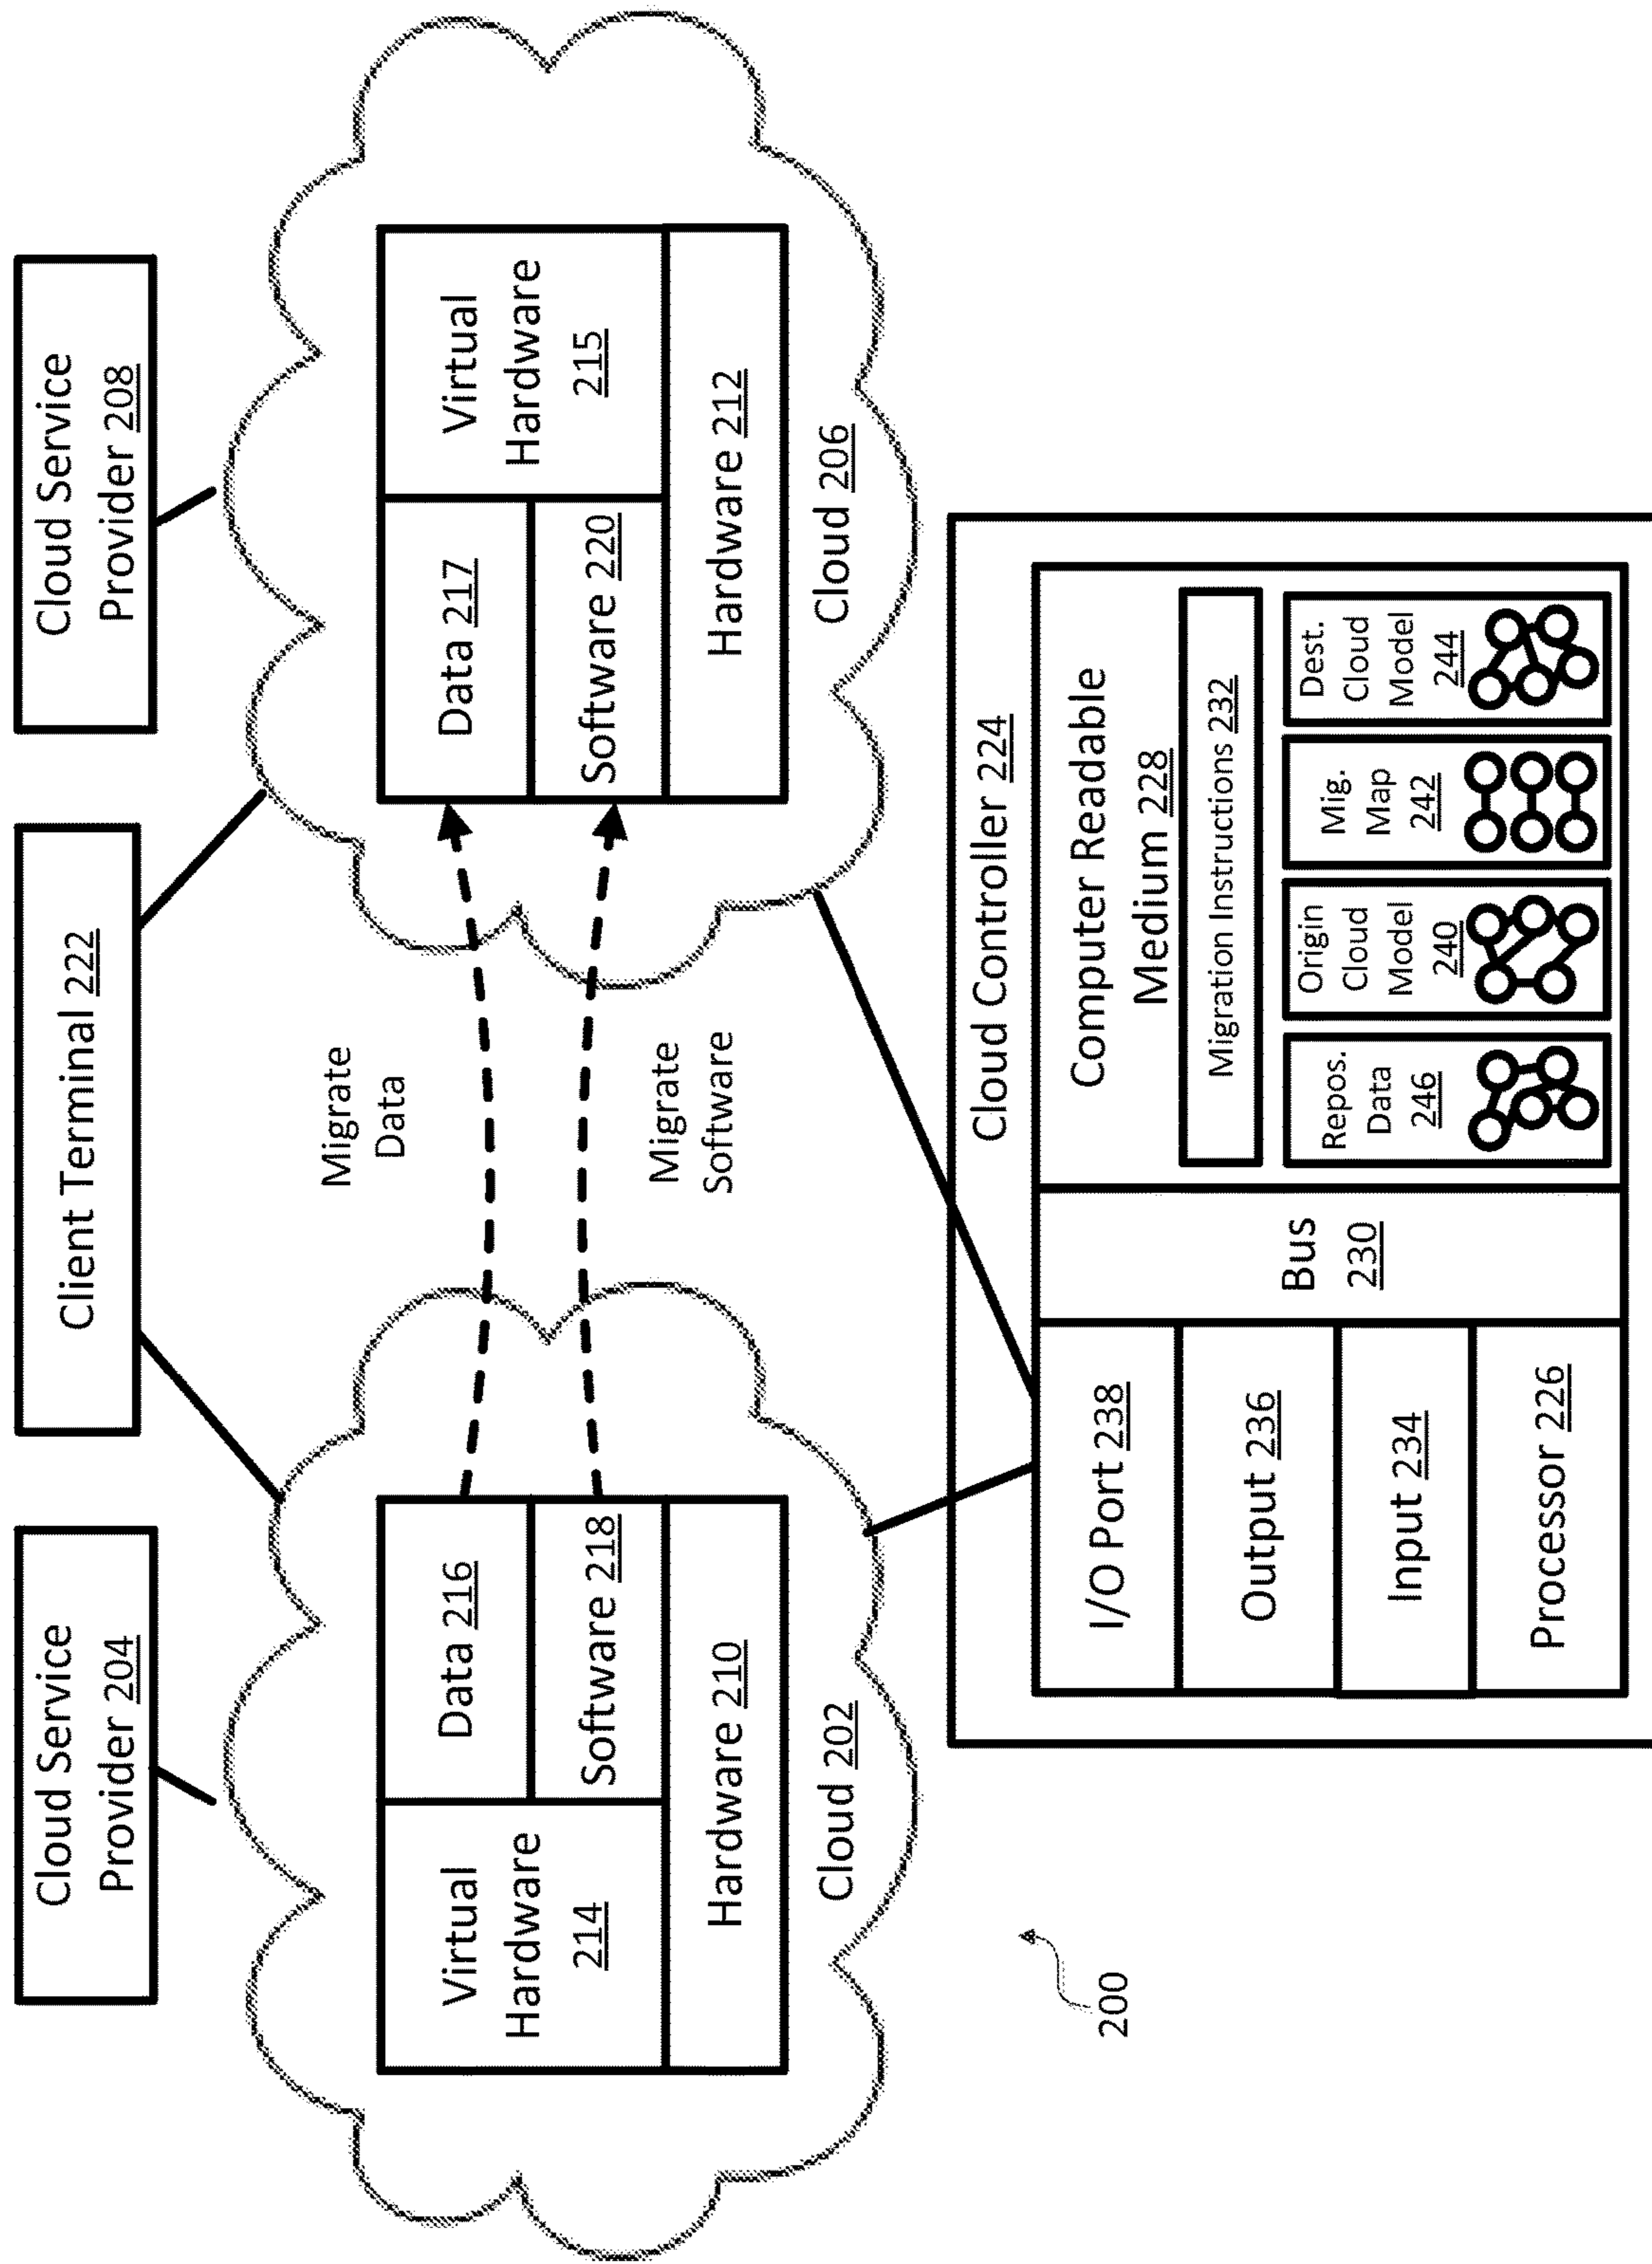 Cloud Service
Provider 204
Client Terminal 222
Cloud Service
Provider 208
Virtual
Hardware
214
Data 216
Software 218
Hardware 210
Cloud 202
Migrate
Data
Migrate
Software
Data 217
Software 220
Virtual
Hardware
215
Hardware 212
Cloud 206
200
Cloud Controller 224
I/O Port 238
Output 236
Input 234
Processor 226
Bus
230
Computer Readable
Medium 228
Migration Instructions 232
Repos.
Data
246
Origin
Cloud
Model
240
Mig.
Map
242
Dest.
Cloud
Model
244